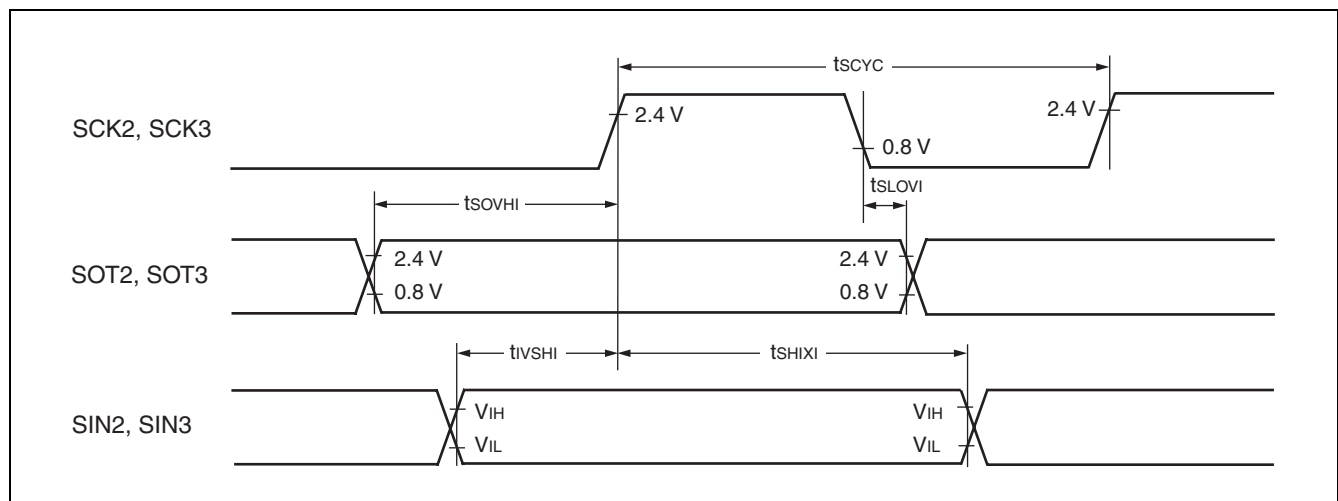 tSCYC
SCK2, SCK3
2.4 V
2.4 V
0.8 V
tSOVHI
tSLOVI
SOT2, SOT3
2.4 V
2.4 V
0.8 V
0.8 V
tIVSHI
tSHIXI
SIN2, SIN3
VIH
VIH
VIL
VIL